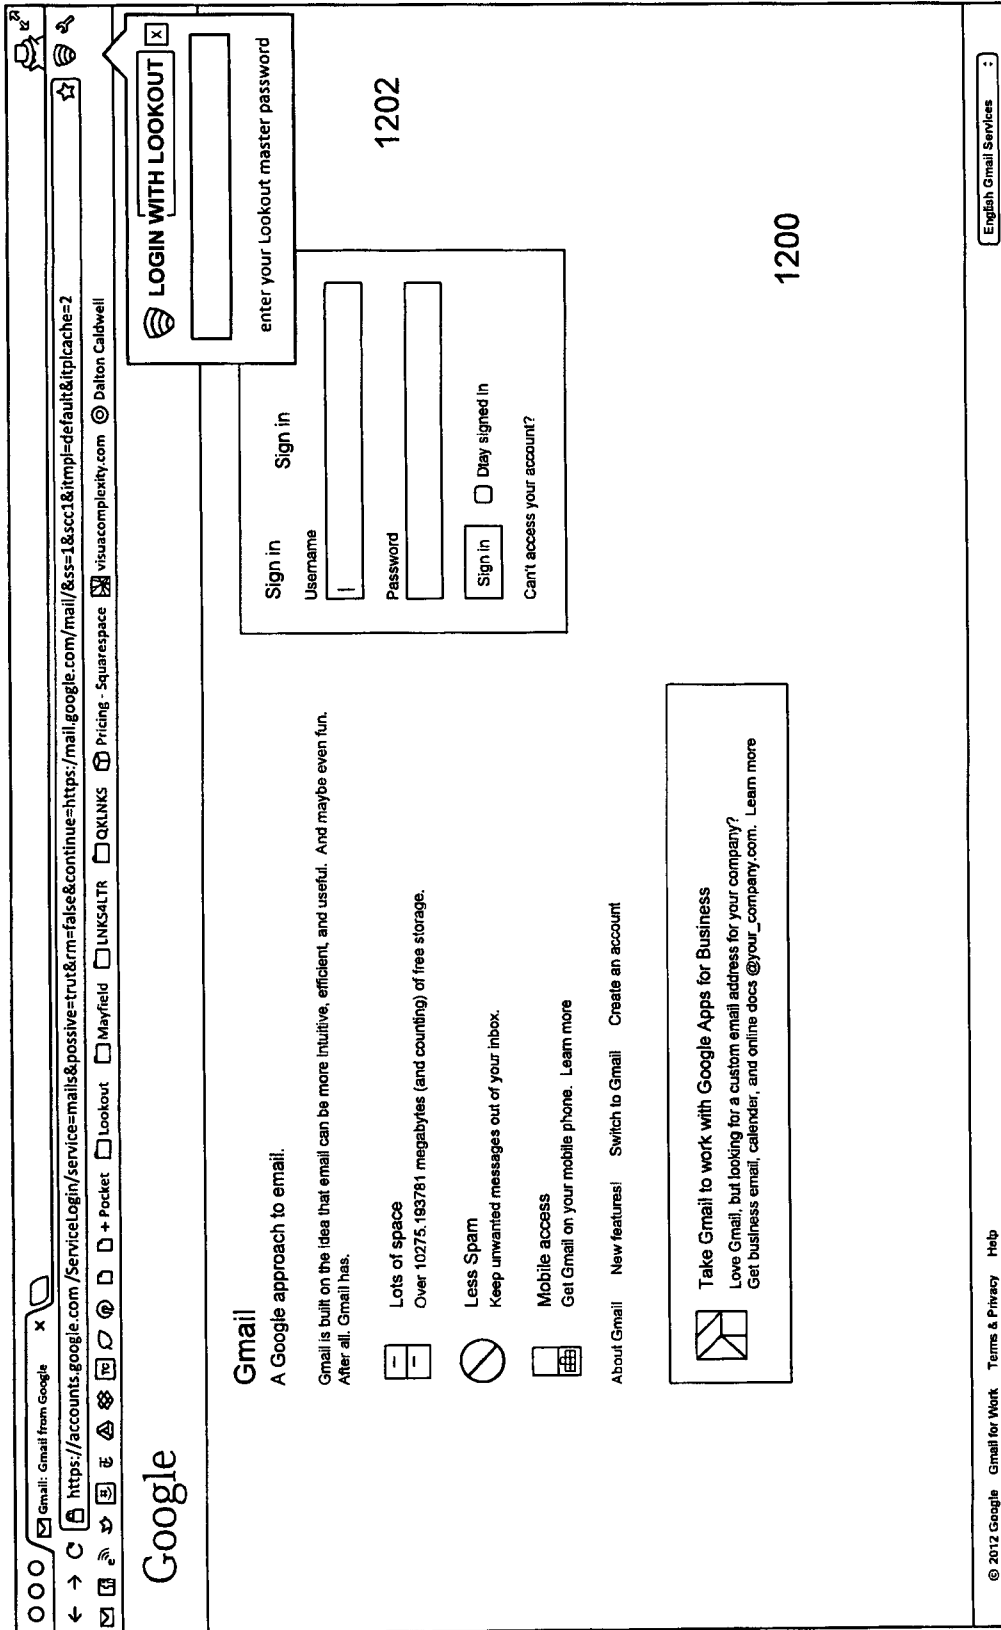 Gmail: Gmail from Google x
https://accounts.google.com /ServiceLogin/service=mails&possive=trut&rm=false&continue=https:/mail.google.com/mail/&ss=1&scc1&itmpl=default&itplcache=2
+ Pocket Lookout Mayfield LNKS4LTR QKLNKS Pricing - Squarespace visuacomplexity.com Dalton Caldwell
LOGIN WITH LOOKOUT x
enter your Lookout master password
1202
Google
Gmail
A Google approach to email.
Gmail is built on the idea that email can be more intuitive, efficient, and useful. And maybe even fun.
After all. Gmail has.
Lots of space
Over 10275.193781 megabytes (and counting) of free storage.
Less Spam
Keep unwanted messages out of your inbox.
Mobile access
Get Gmail on your mobile phone. Learn more
About Gmail New features! Switch to Gmail Create an account
Sign in Sign in
Username
Password
Sign in Dtay signed in
Can't access your account?
Take Gmail to work with Google Apps for Business
Love Gmail, but looking for a custom email address for your company?
Get business email, calender, and online docs @your_company.com. Learn more
1200
© 2012 Google Gmail for Work Terms & Privacy Help
English Gmail Services